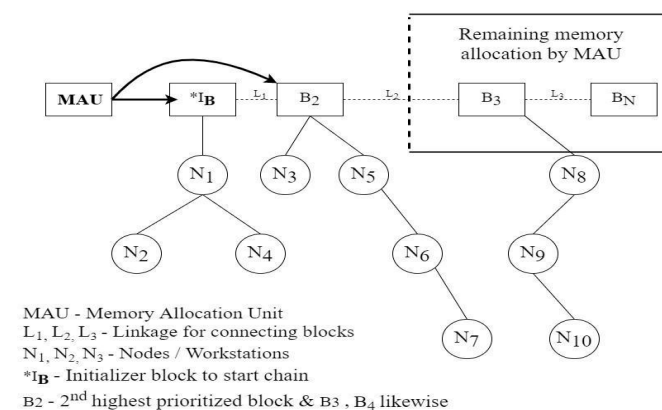 Remaining memory
allocation by MAU
MAU
*IB
L1
B2
L2
B3
L3
BN
N1
N3
N5
N8
N2
N4
N6
N9
N7
N10
MAU - Memory Allocation Unit
L1, L2, L3 - Linkage for connecting blocks
N1, N2, N3 - Nodes / Workstations
*IB - Initializer block to start chain
B2 - 2nd highest prioritized block & B3 , B4 likewise